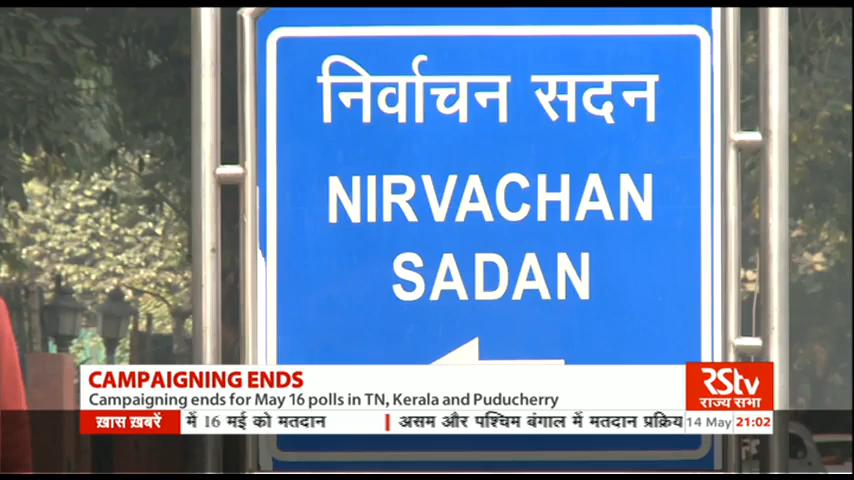 निर्वाचन सदन
NIRVACHAN
SADAN
CAMPAIGNING ENDS
Campaigning ends for May 16 polls in TN, Kerala and Puducherry
RStv
राज्य सभा
ख़ास ख़बरें
में 16 मई को मतदान
असम और पश्चिम बंगाल में मतदान प्रक्रिय
14 May 21:02